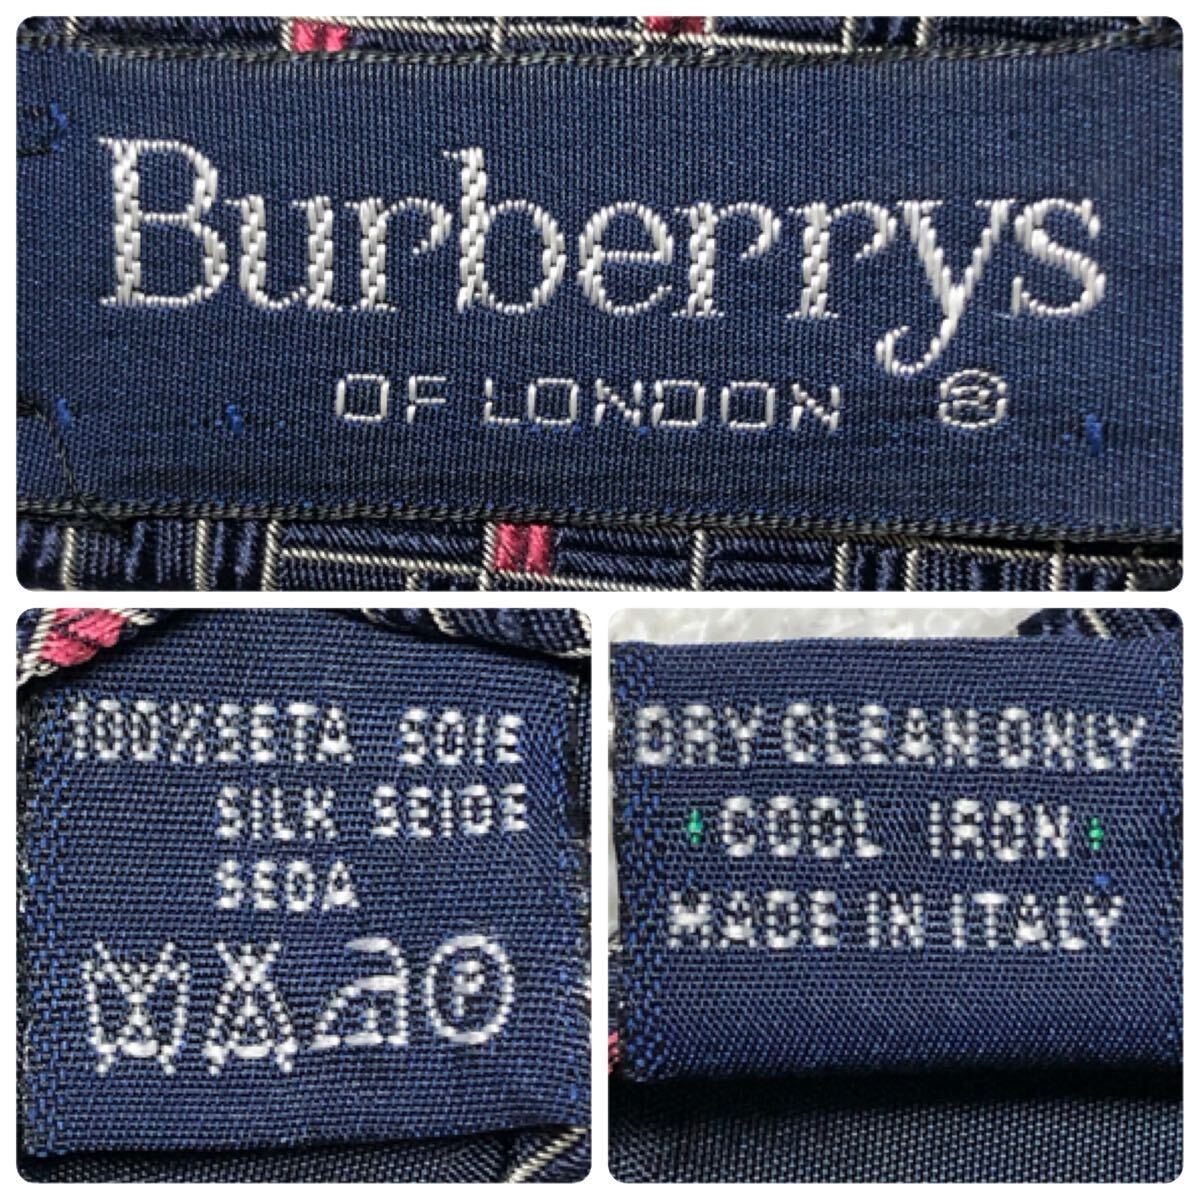 Burberrys
OF LONDON ®
100% SETA SOIE
SILK SEIDE
SEDA
P
DRY CLEAN ONLY
COOL IRON
MADE IN ITALY